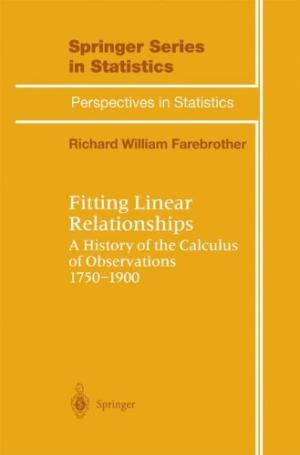 Springer Series
in Statistics
Perspectives in Statistics
Richard William Farebrother
Fitting Linear
Relationships
A History of the Calculus
of Observations
1750–1900
Springer